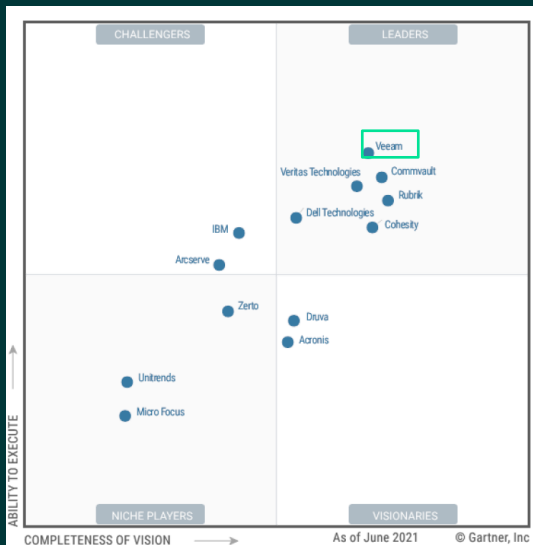 CHALLENGERS
LEADERS
Veeam
Veritas Technologies
Commvault
Rubrik
Dell Technologies
Cohesity
IBM
Arcserve
Zerto
Druva
Acronis
Unitrends
Micro Focus
NICHE PLAYERS
VISIONARIES
ABILITY TO EXECUTE
COMPLETENESS OF VISION
As of June 2021
© Gartner, Inc